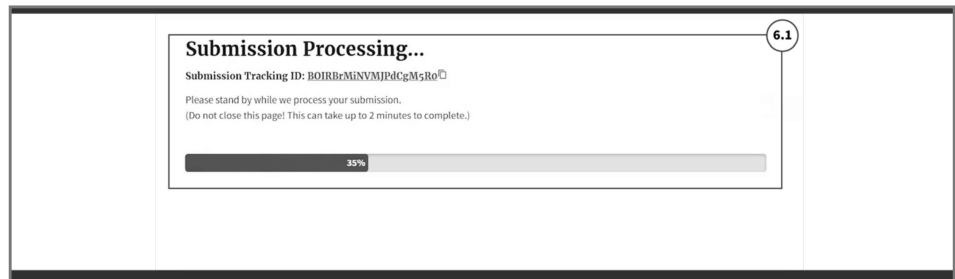 6.1
Submission Processing...
Submission Tracking ID: BOIRBrMiNVMJPdCgM5R0
Please stand by while we process your submission.
(Do not close this page! This can take up to 2 minutes to complete.)
35%